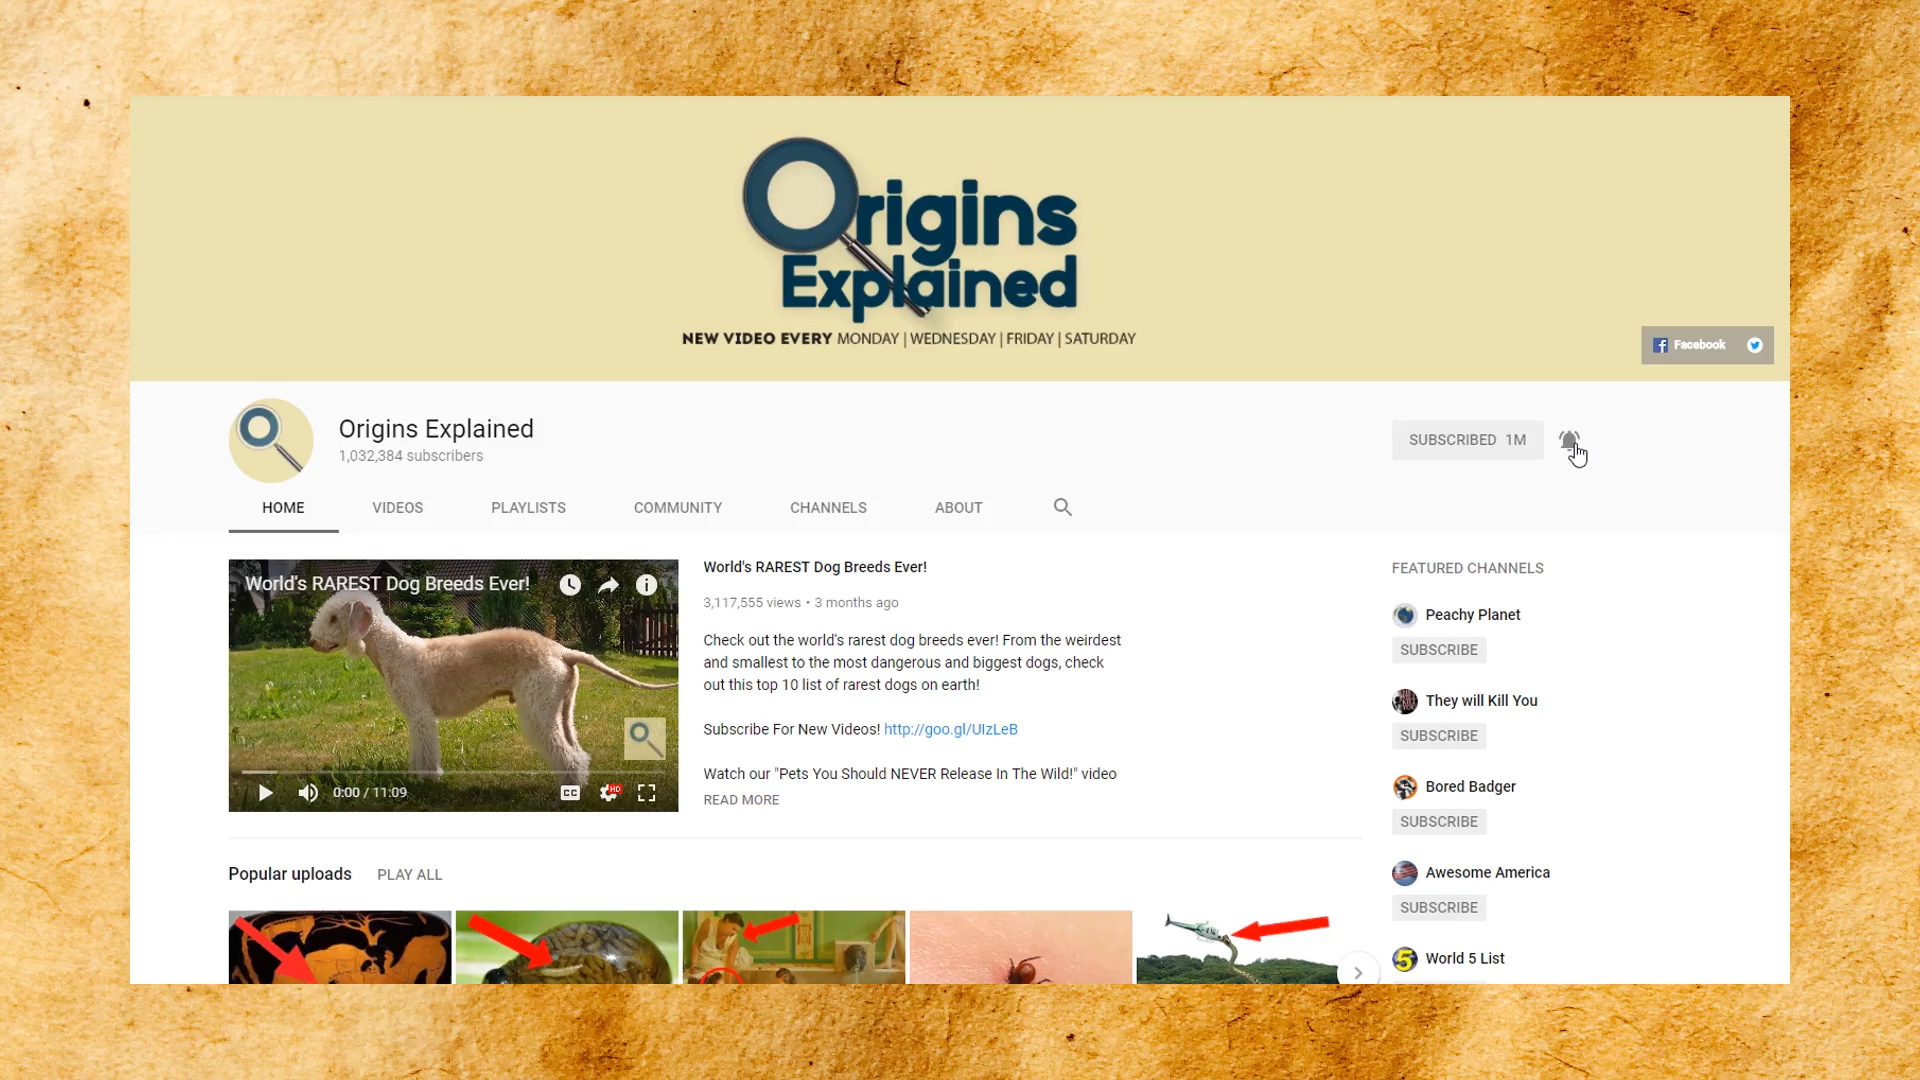 Origins
Explained
NEW VIDEO EVERY MONDAY | WEDNESDAY | FRIDAY | SATURDAY
Facebook
Origins Explained
1,032,384 subscribers
SUBSCRIBED 1M
HOME VIDEOS PLAYLISTS COMMUNITY CHANNELS ABOUT
World's RAREST Dog Breeds Ever!
0:00 / 11:09
CC
HD
World's RAREST Dog Breeds Ever!
3,117,555 views • 3 months ago
Check out the world's rarest dog breeds ever! From the weirdest
and smallest to the most dangerous and biggest dogs, check
out this top 10 list of rarest dogs on earth!
Subscribe For New Videos! http://goo.gl/UIzLeB
Watch our "Pets You Should NEVER Release In The Wild!" video
READ MORE
FEATURED CHANNELS
Peachy Planet
SUBSCRIBE
They will Kill You
SUBSCRIBE
Bored Badger
SUBSCRIBE
Awesome America
SUBSCRIBE
5
World 5 List
Popular uploads PLAY ALL